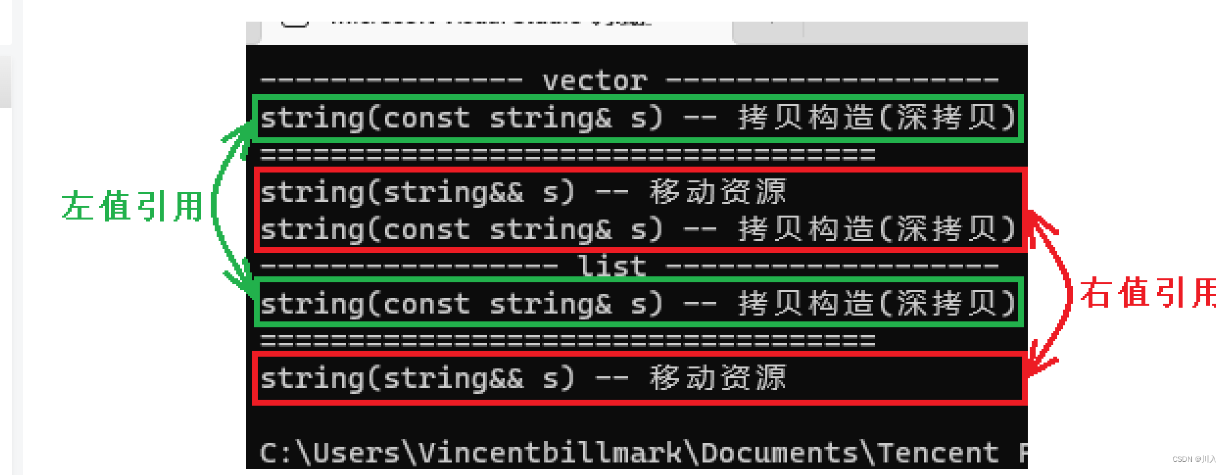 --------------- vector -------------------
string(const string& s) -- 拷贝构造(深拷贝)
===================================
左值引用
string(string&& s) -- 移动资源
string(const string& s) -- 拷贝构造(深拷贝)
----------------- list -------------------
string(const string& s) -- 拷贝构造(深拷贝)
右值引用
===================================
string(string&& s) -- 移动资源
C:\Users\Vincentbillmark\Documents\Tencent
CSDN @川入